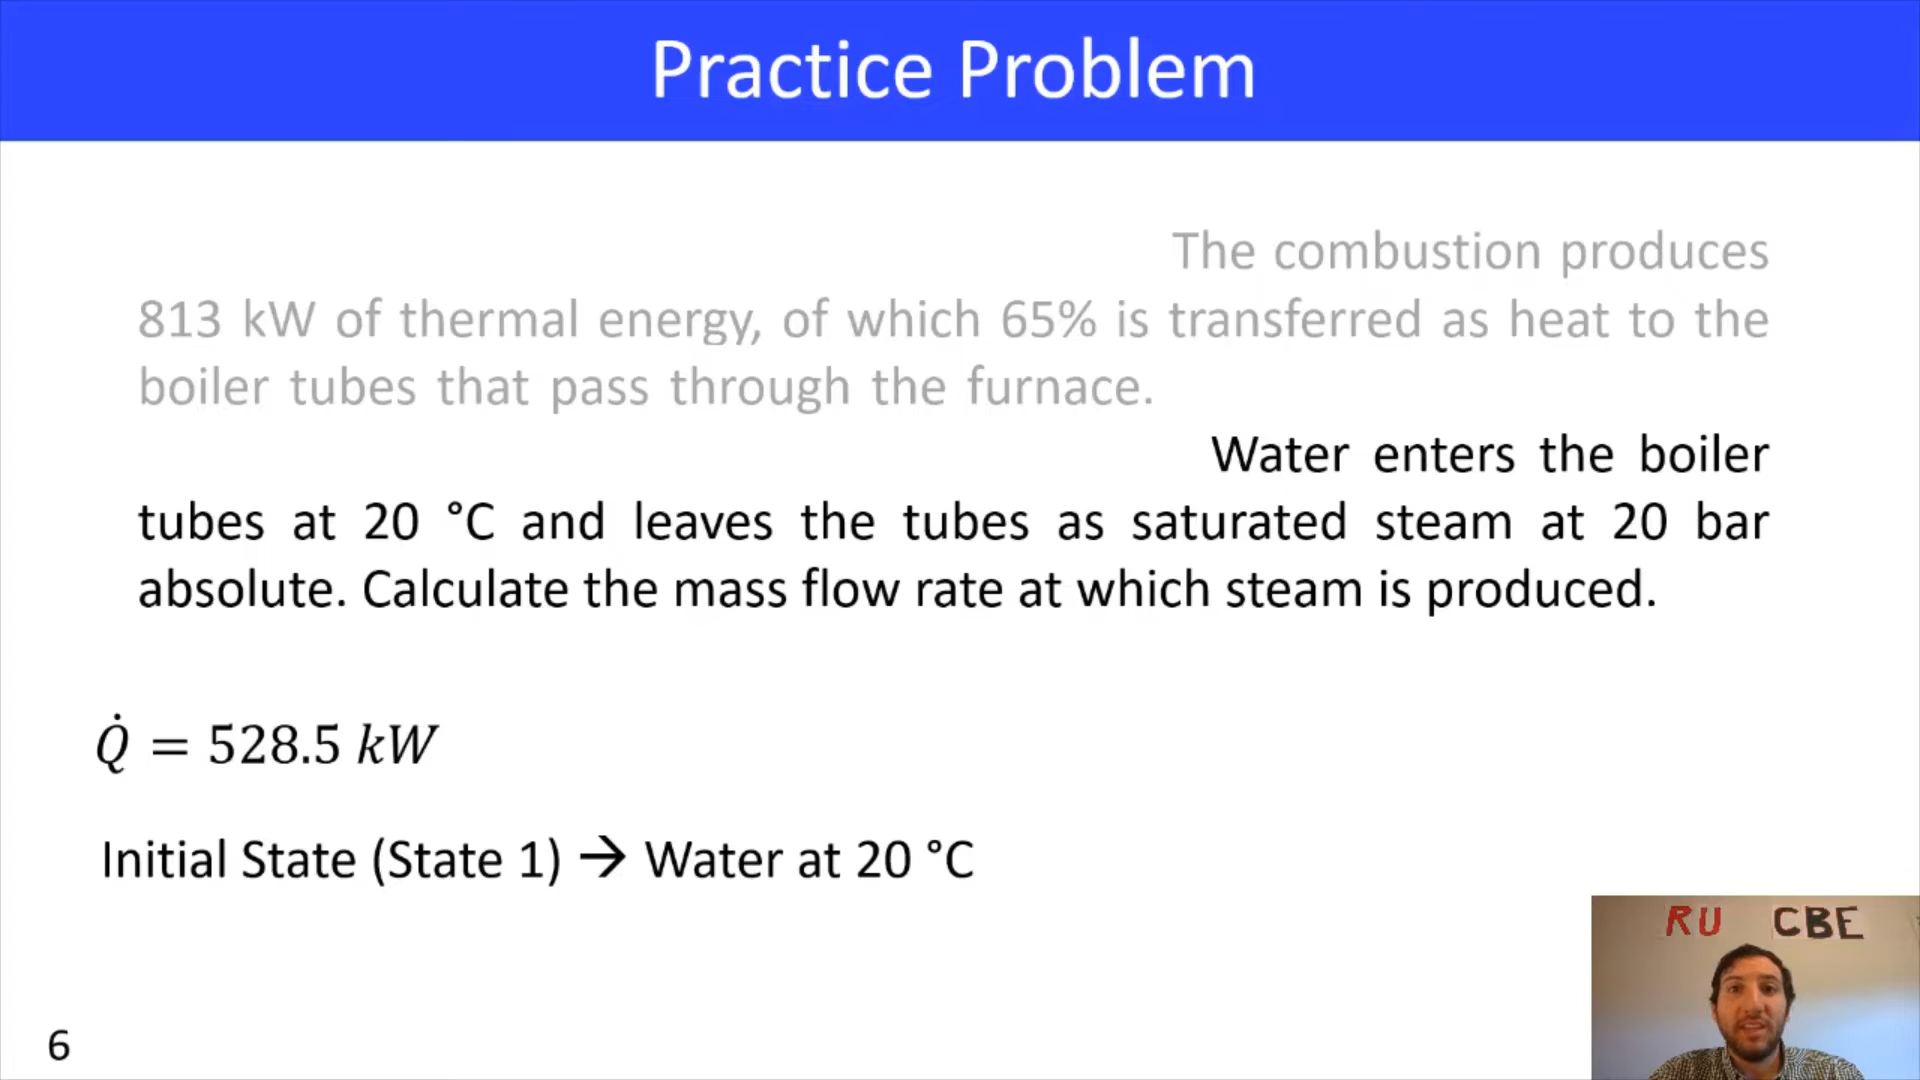 Practice Problem
The combustion produces
813 kW of thermal energy, of which 65% is transferred as heat to the
boiler tubes that pass through the furnace.
Water enters the boiler
tubes at 20 °C and leaves the tubes as saturated steam at 20 bar
absolute. Calculate the mass flow rate at which steam is produced.
Q̇ = 528.5 kW
Initial State (State 1) → Water at 20 °C
RU CBE
6